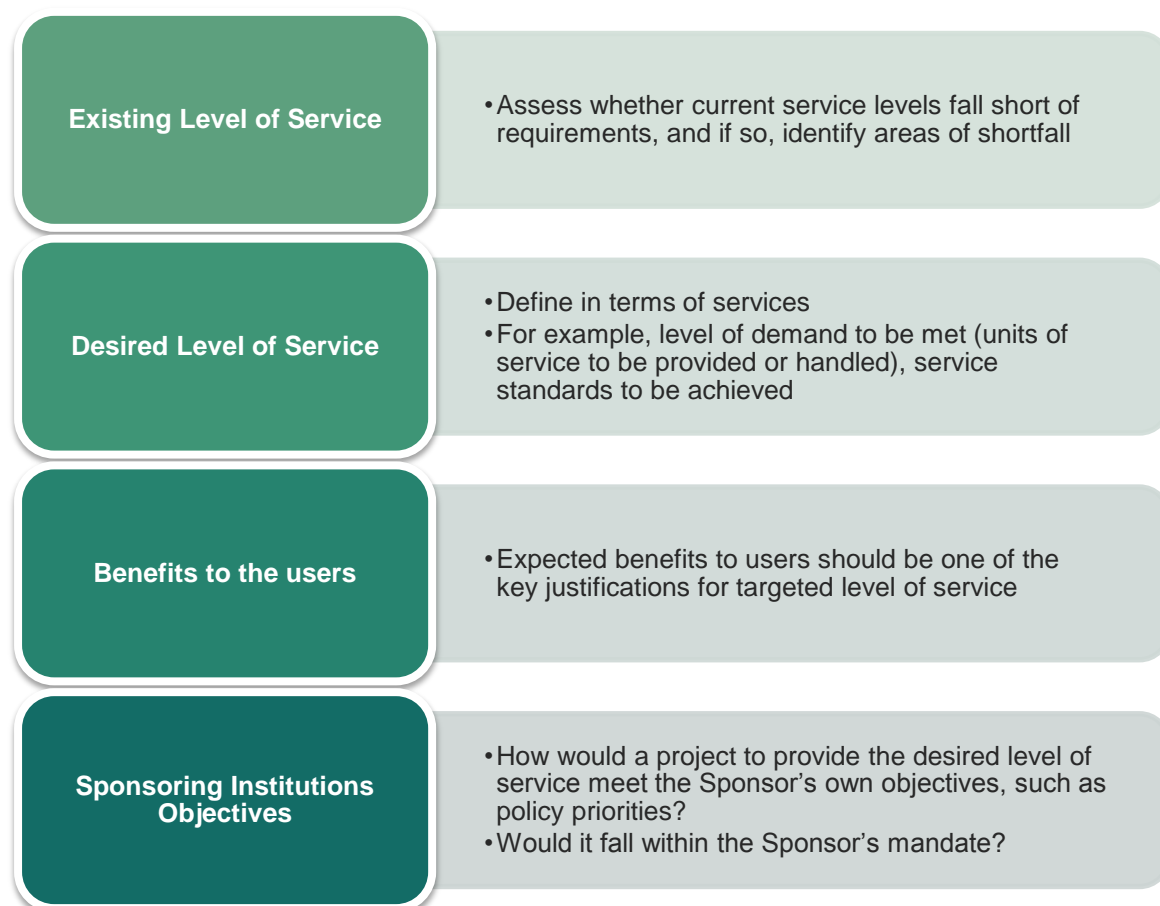 Existing Level of Service
•Assess whether current service levels fall short of
requirements, and if so, identify areas of shortfall
Desired Level of Service
•Define in terms of services
•For example, level of demand to be met (units of
service to be provided or handled), service
standards to be achieved
Benefits to the users
•Expected benefits to users should be one of the
key justifications for targeted level of service
Sponsoring Institutions
Objectives
•How would a project to provide the desired level of
service meet the Sponsor’s own objectives, such as
policy priorities?
•Would it fall within the Sponsor’s mandate?